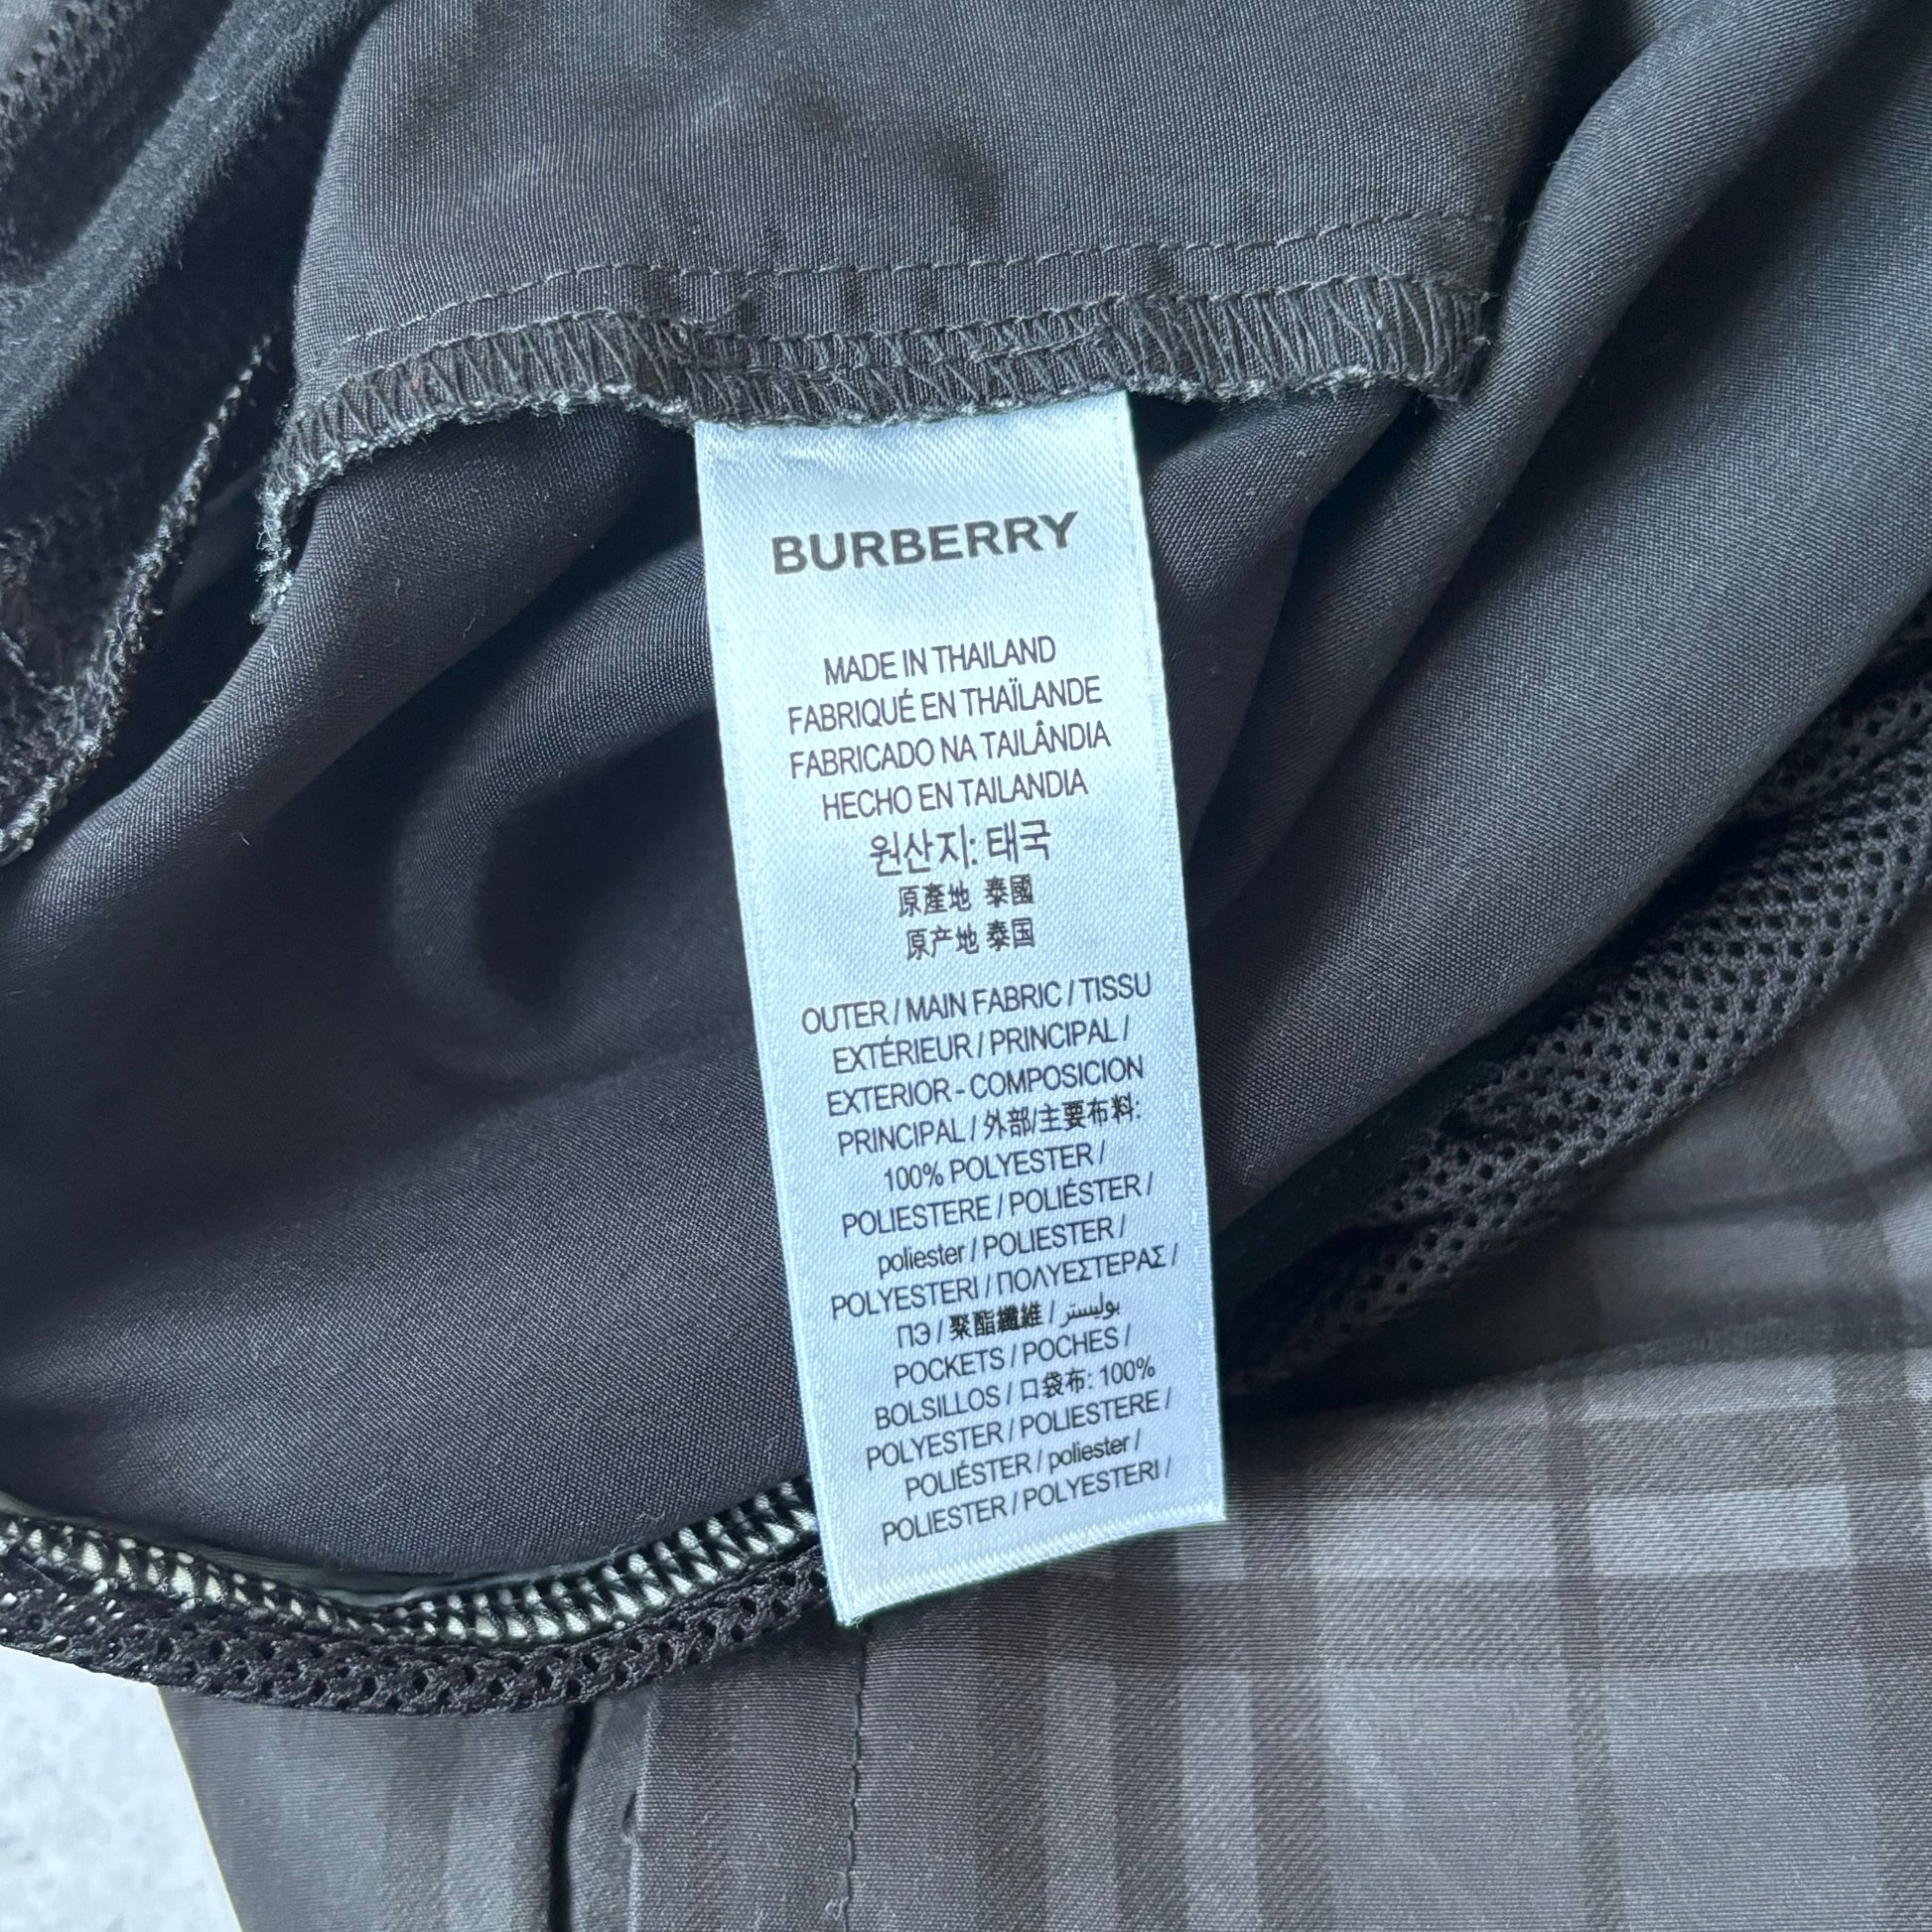 BURBERRY
MADE IN THAILAND
FABRIQUÉ EN THAÏLANDE
FABRICADO NA TAILÂNDIA
HECHO EN TAILANDIA
원산지: 태국
原產地 泰國
原产地 泰国
OUTER / MAIN FABRIC / TISSU
EXTÉRIEUR / PRINCIPAL /
EXTERIOR - COMPOSICION
PRINCIPAL / 外部/主要布料:
100% POLYESTER /
POLIESTERE / POLIÉSTER /
poliester / POLIESTER /
POLYESTERI / ΠΟΛΥΕΣΤΕΡΑΣ /
ПЭ / 聚酯纖維 / بوليستر
POCKETS / POCHES /
BOLSILLOS / 口袋布: 100%
POLYESTER / POLIESTERE /
POLIÉSTER / poliester /
POLIESTER / POLYESTERI /